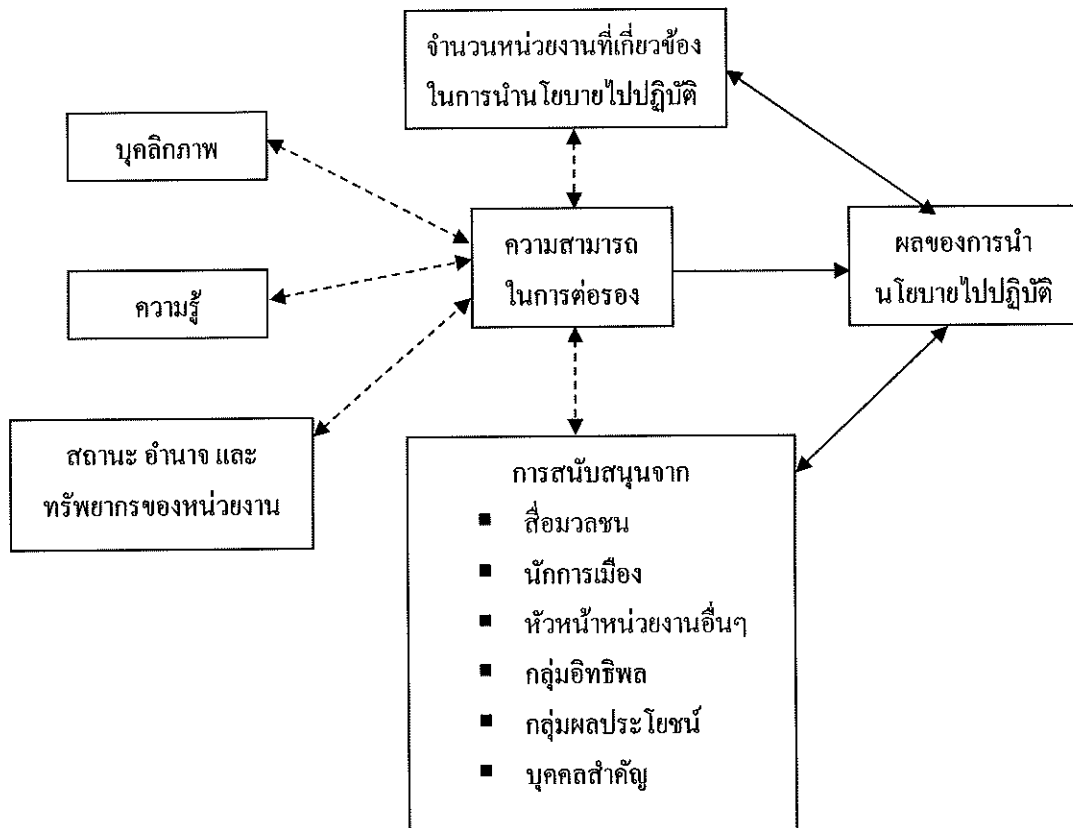 จำนวนหน่วยงานที่เกี่ยวข้อง
ในการนำนโยบายไปปฏิบัติ
บุคลิกภาพ
ความสามารถ
ในการต่อรอง
ผลของการนำ
นโยบายไปปฏิบัติ
ความรู้
สถานะ อำนาจ และ
ทรัพยากรของหน่วยงาน
การสนับสนุนจาก
▪ สื่อมวลชน
▪ นักการเมือง
▪ หัวหน้าหน่วยงานอื่นๆ
▪ กลุ่มอิทธิพล
▪ กลุ่มผลประโยชน์
▪ บุคคลสำคัญ